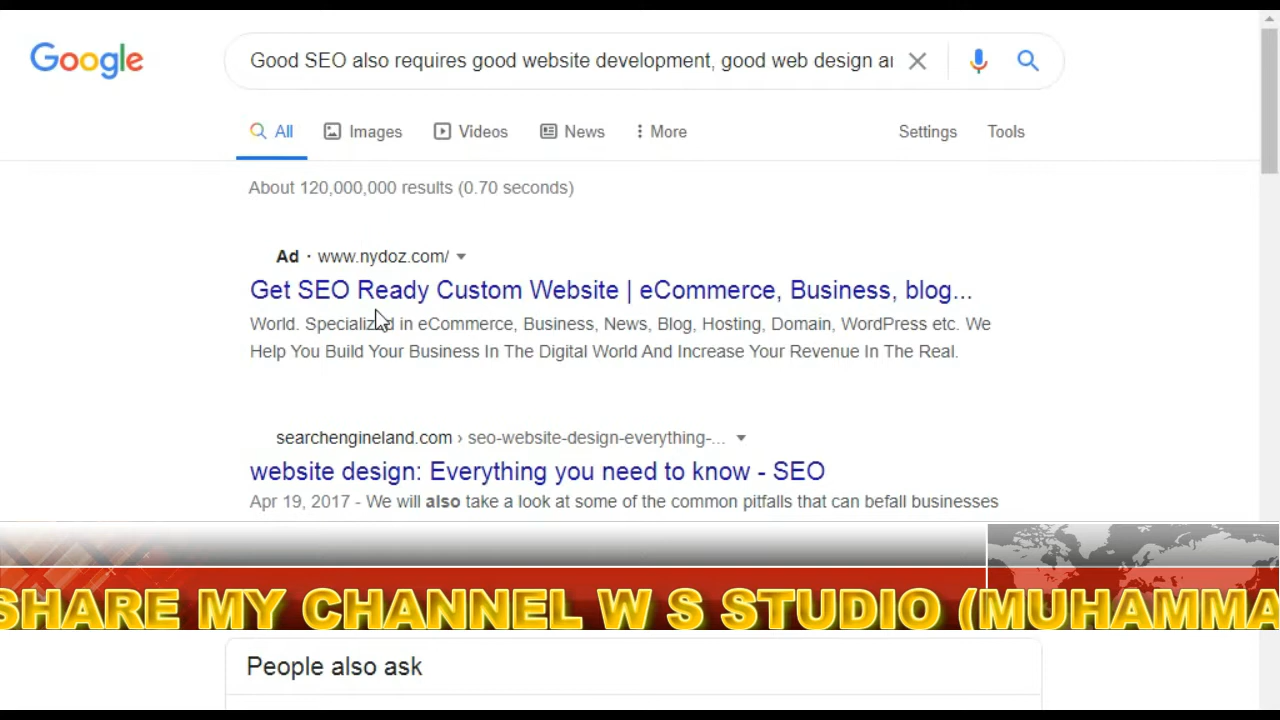 Google
Good SEO also requires good website development, good web design ar
All
Images
Videos
News
More
Settings
Tools
About 120,000,000 results (0.70 seconds)
Ad · www.nydoz.com/
Get SEO Ready Custom Website | eCommerce, Business, blog...
World. Specialized in eCommerce, Business, News, Blog, Hosting, Domain, WordPress etc. We
Help You Build Your Business In The Digital World And Increase Your Revenue In The Real.
searchengineland.com › seo-website-design-everything-...
website design: Everything you need to know - SEO
Apr 19, 2017 - We will also take a look at some of the common pitfalls that can befall businesses
SHARE MY CHANNEL W S STUDIO (MUHAMMA
People also ask